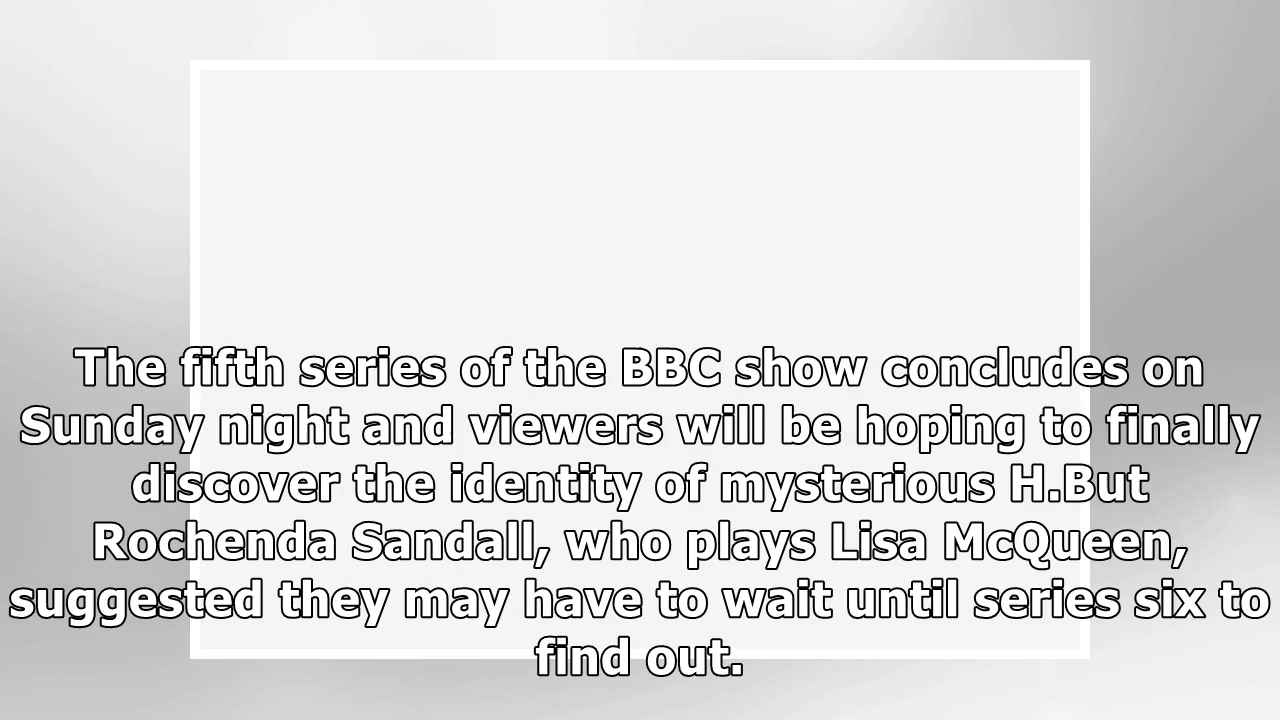 The fifth series of the BBC show concludes on
Sunday night and viewers will be hoping to finally
discover the identity of mysterious H.But
Rochenda Sandall, who plays Lisa McQueen,
suggested they may have to wait until series six to
find out.